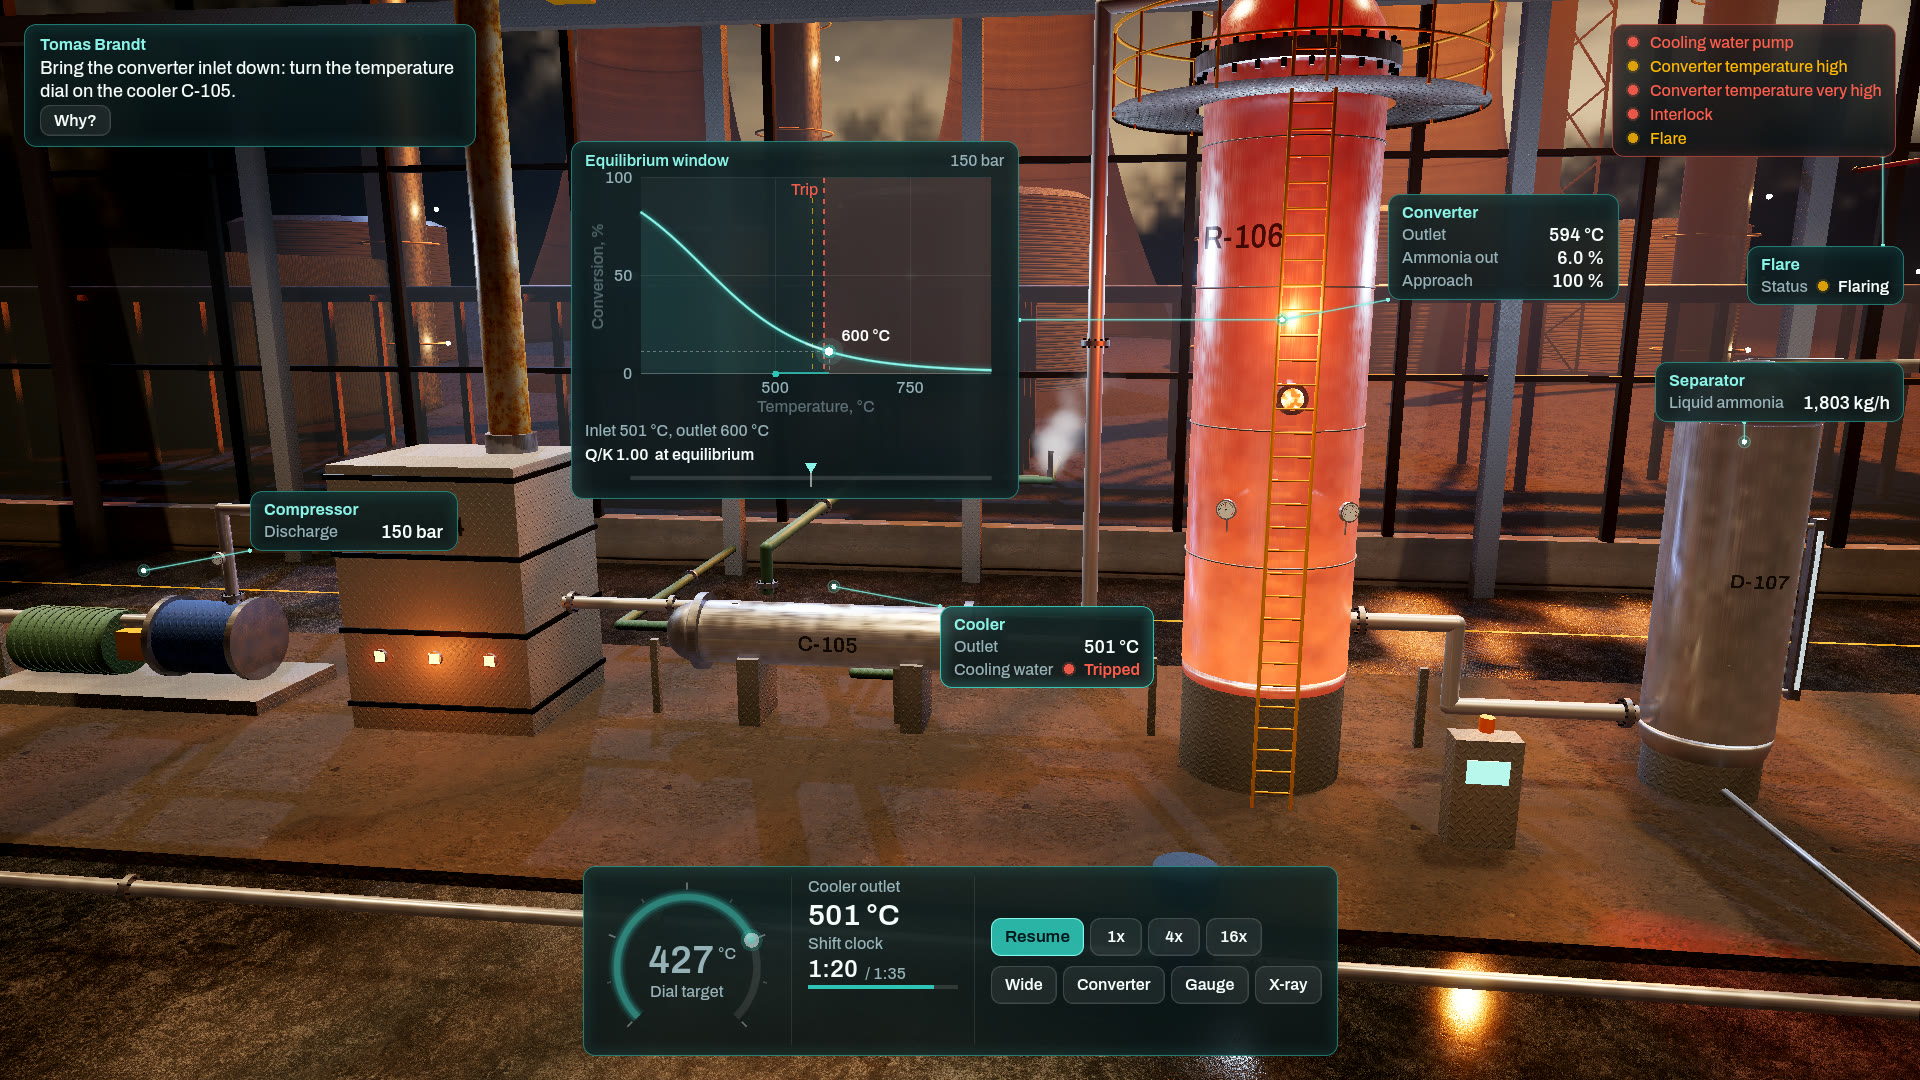 Tomas Brandt
Bring the converter inlet down: turn the temperature
dial on the cooler C-105.
Why?
Cooling water pump
Converter temperature high
Converter temperature very high
Interlock
Flare
Equilibrium window
150 bar
100
Trip
50
0
Conversion, %
600 °C
500
750
Temperature, °C
Inlet 501 °C, outlet 600 °C
Q/K 1.00 at equilibrium
R-106
Converter
Outlet 594 °C
Ammonia out 6.0 %
Approach 100 %
Flare
Status Flaring
Separator
Liquid ammonia 1,803 kg/h
Compressor
Discharge 150 bar
D-107
C-105
Cooler
Outlet 501 °C
Cooling water Tripped
427 °C
Dial target
Cooler outlet
501 °C
Shift clock
1:20 / 1:35
Resume
1x
4x
16x
Wide
Converter
Gauge
X-ray